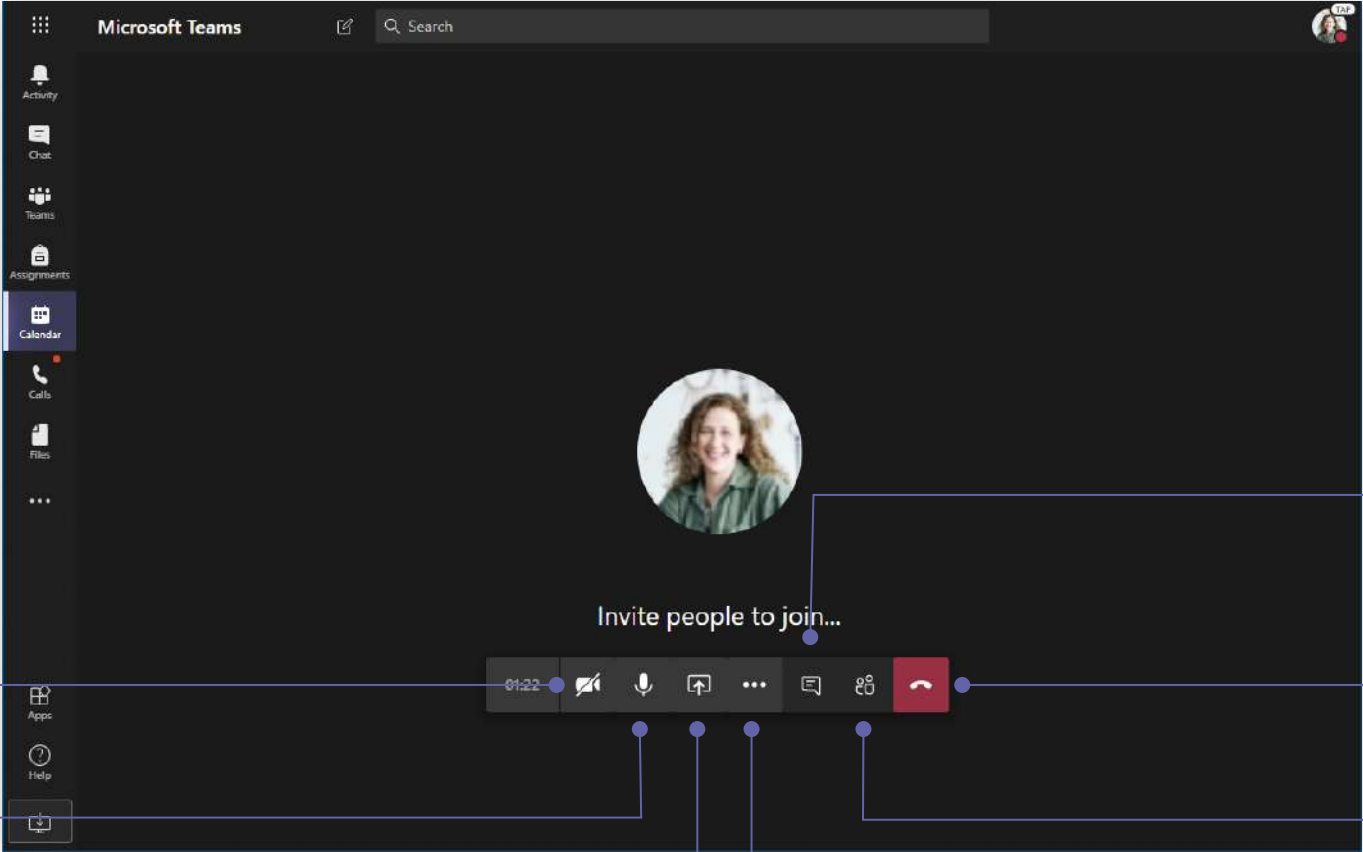 Microsoft Teams
Search
TAP
Activity
Chat
Teams
Assignments
Calendar
Calls
Files
Invite people to join...
01:22
Apps
Help